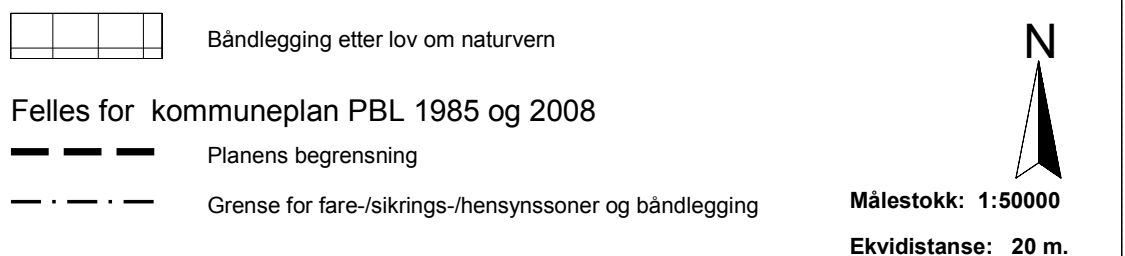 Båndlegging etter lov om naturvern
N
Felles for kommuneplan PBL 1985 og 2008
Planens begrensning
Grense for fare-/sikrings-/hensynssoner og båndlegging
Målestokk: 1:50000
Ekvidistanse: 20 m.